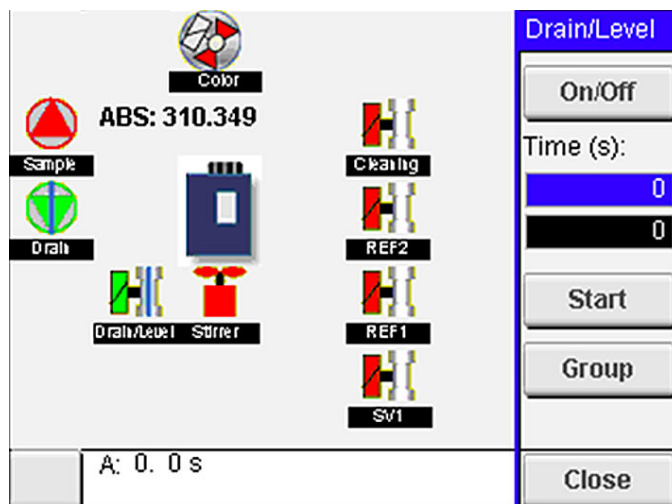 Color
ABS: 310.349
Sample
Cleaning
Drain
REF2
Drain/Level
Stirrer
REF1
SV1
A: 0. 0 s
Drain/Level
On/Off
Time (s):
0
0
Start
Group
Close